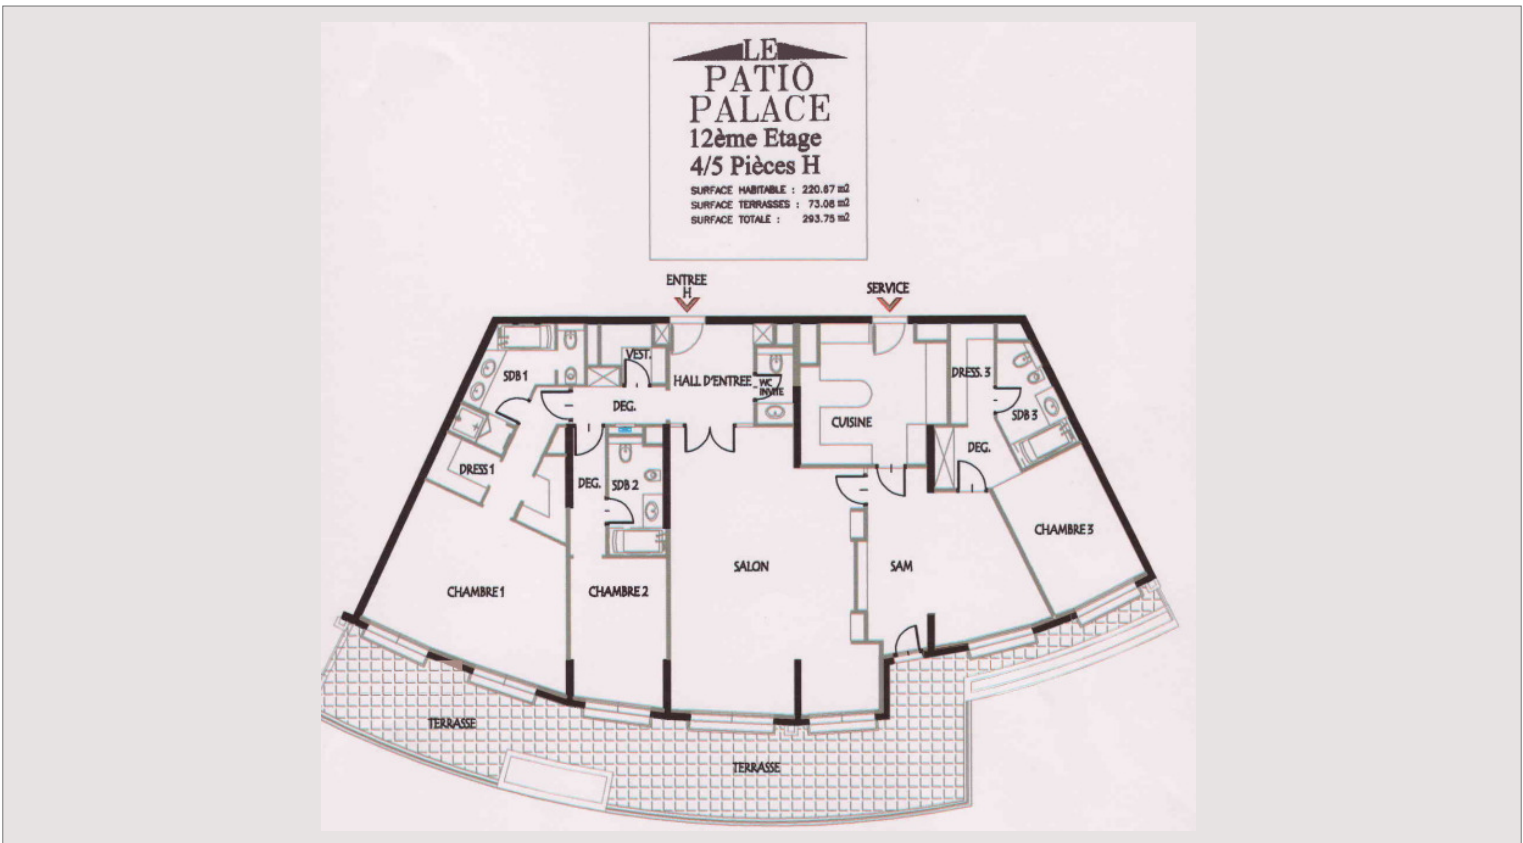 LE
PATIO
PALACE
12ème Etage
4/5 Pièces H
SURFACE HABITABLE : 220.67 m2
SURFACE TERRASSES : 73.08 m2
SURFACE TOTALE : 293.75 m2
ENTREE
H
SERVICE
VEST.
SDB 1
HALL D'ENTREE
WC
INVITE
DRESS. 3
DEG.
CUISINE
SDB 3
DRESS 1
DEG.
SDB 2
DEG.
CHAMBRE 3
SALON
SAM
CHAMBRE 1
CHAMBRE 2
TERRASSE
TERRASSE